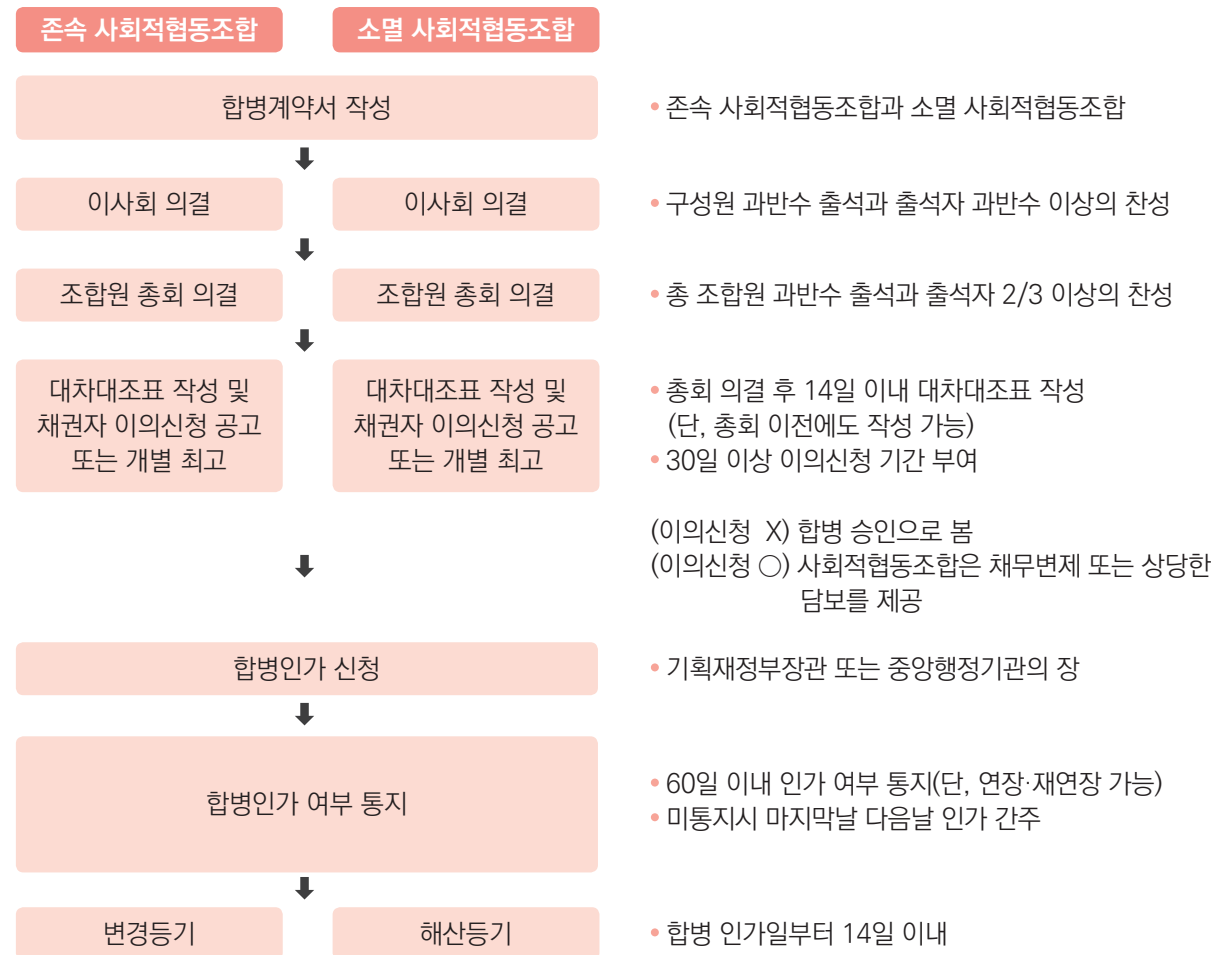 존속 사회적협동조합
소멸 사회적협동조합
합병계약서 작성
• 존속 사회적협동조합과 소멸 사회적협동조합
이사회 의결
이사회 의결
• 구성원 과반수 출석과 출석자 과반수 이상의 찬성
조합원 총회 의결
조합원 총회 의결
• 총 조합원 과반수 출석과 출석자 2/3 이상의 찬성
대차대조표 작성 및
채권자 이의신청 공고
또는 개별 최고
대차대조표 작성 및
채권자 이의신청 공고
또는 개별 최고
• 총회 의결 후 14일 이내 대차대조표 작성
(단, 총회 이전에도 작성 가능)
• 30일 이상 이의신청 기간 부여
(이의신청 X) 합병 승인으로 봄
(이의신청 ○) 사회적협동조합은 채무변제 또는 상당한
담보를 제공
합병인가 신청
• 기획재정부장관 또는 중앙행정기관의 장
합병인가 여부 통지
• 60일 이내 인가 여부 통지(단, 연장·재연장 가능)
• 미통지시 마지막날 다음날 인가 간주
변경등기
해산등기
• 합병 인가일부터 14일 이내